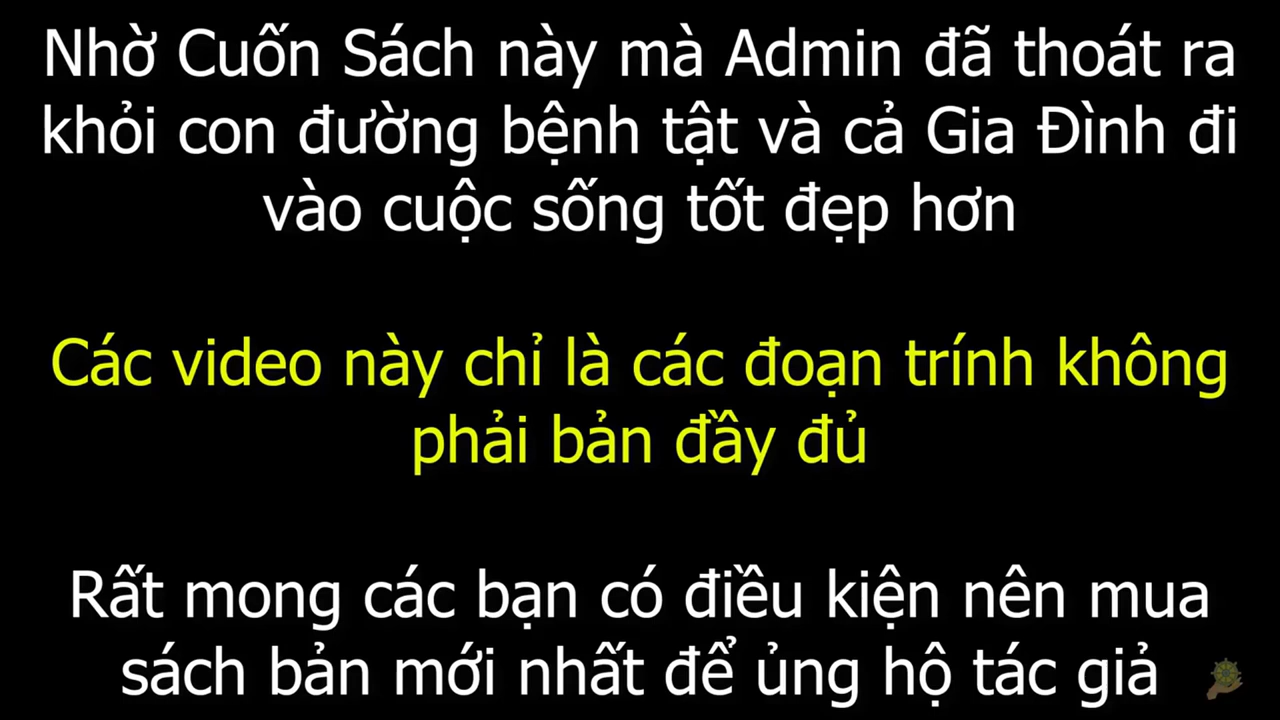 Nhờ Cuốn Sách này mà Admin đã thoát ra
khỏi con đường bệnh tật và cả Gia Đình đi
vào cuộc sống tốt đẹp hơn
Các video này chỉ là các đoạn trính không
phải bản đầy đủ
Rất mong các bạn có điều kiện nên mua
sách bản mới nhất để ủng hộ tác giả